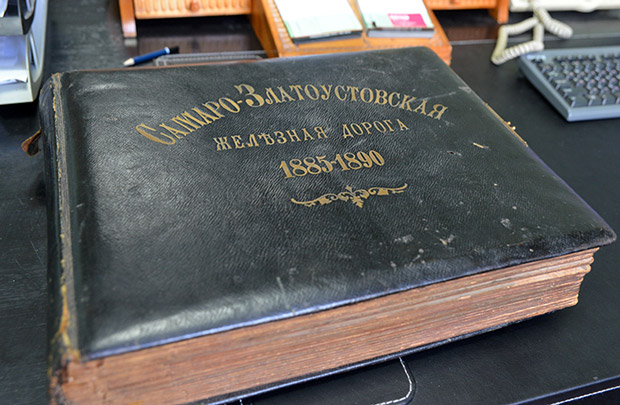 Самаро-Златоустовская
желѣзная дорога
1885-1890